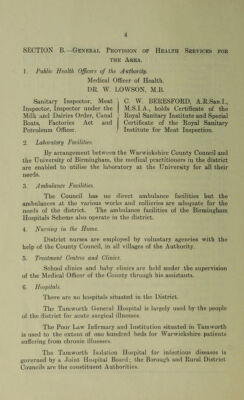 4
SECTION B.—GENERAL PROVISION OF HEALTH SERVICES FOR
THE AREA.
1. Public Health Officers of the Authority.
Medical Officer of Health.
DR. W. LOWSON, M.B.
Sanitary Inspector, Meat
Inspector, Inspector under the
Milk and Dairies Order, Canal
Boats, Factories Act and
Petroleum Officer.
C. W. BERESFORD, A.R.San.I.,
M.S.I.A., holds Certificate of the
Royal Sanitary Institute and Special
Certificate of the Royal Sanitary
Institute for Meat Inspection.
2. Laboratory Facilities.
By arrangement between the Warwickshire County Council and
the University of Birmingham, the medical practitioners in the district
are enabled to utilise the laboratory at the University for all their
needs.
3. Ambulance Facilities.
The Council has no direct ambulance facilities but the
ambulances at the various works and collieries are adequate for the
needs of the district. The ambulance facilities of the Birmingham
Hospitals Scheme also operate in the district.
4. Nursing in the Home.
District nurses are employed by voluntary agencies with the
help of the County Council, in all villages of the Authority.
5. Treatment Centres and Clinics.
School clinics and baby clinics are held under the supervision
of the Medical Officer of the County through his assistants.
6. Hospitals.
There are no hospitals situated in the District.
The Tamworth General Hospital is largely used by the people
of the district for acute surgical illnesses.
The Poor Law Infirmary and Institution situated in Tamworth
is used to the extent of one hundred beds for Warwickshire patients
suffering from chronic illnesses.
The Tamworth Isolation Hospital for infectious diseases is
governed by a Joint Hospital Board; the Borough and Rural District
Councils are the constituent Authorities.